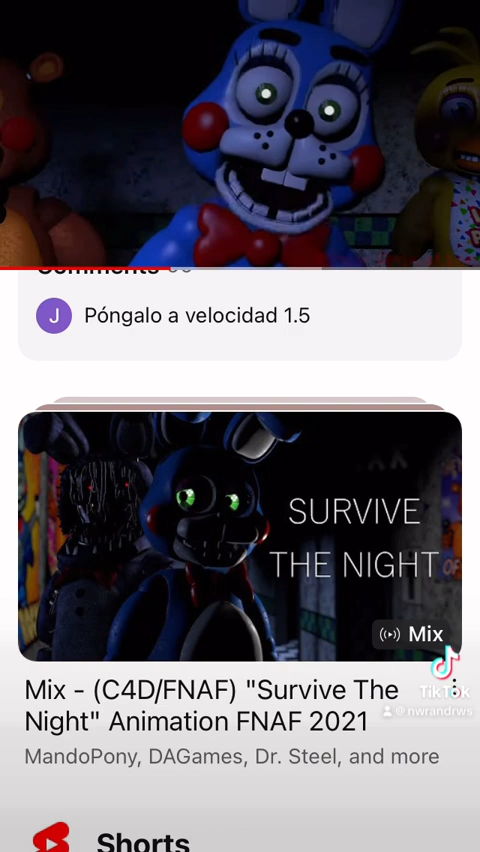 Comments
J
Póngalo a velocidad 1.5
SURVIVE
THE NIGHT
Mix
Mix - (C4D/FNAF) "Survive The
Night" Animation FNAF 2021
MandoPony, DAGames, Dr. Steel, and more
TikTok
@nwrandrws
Shorts